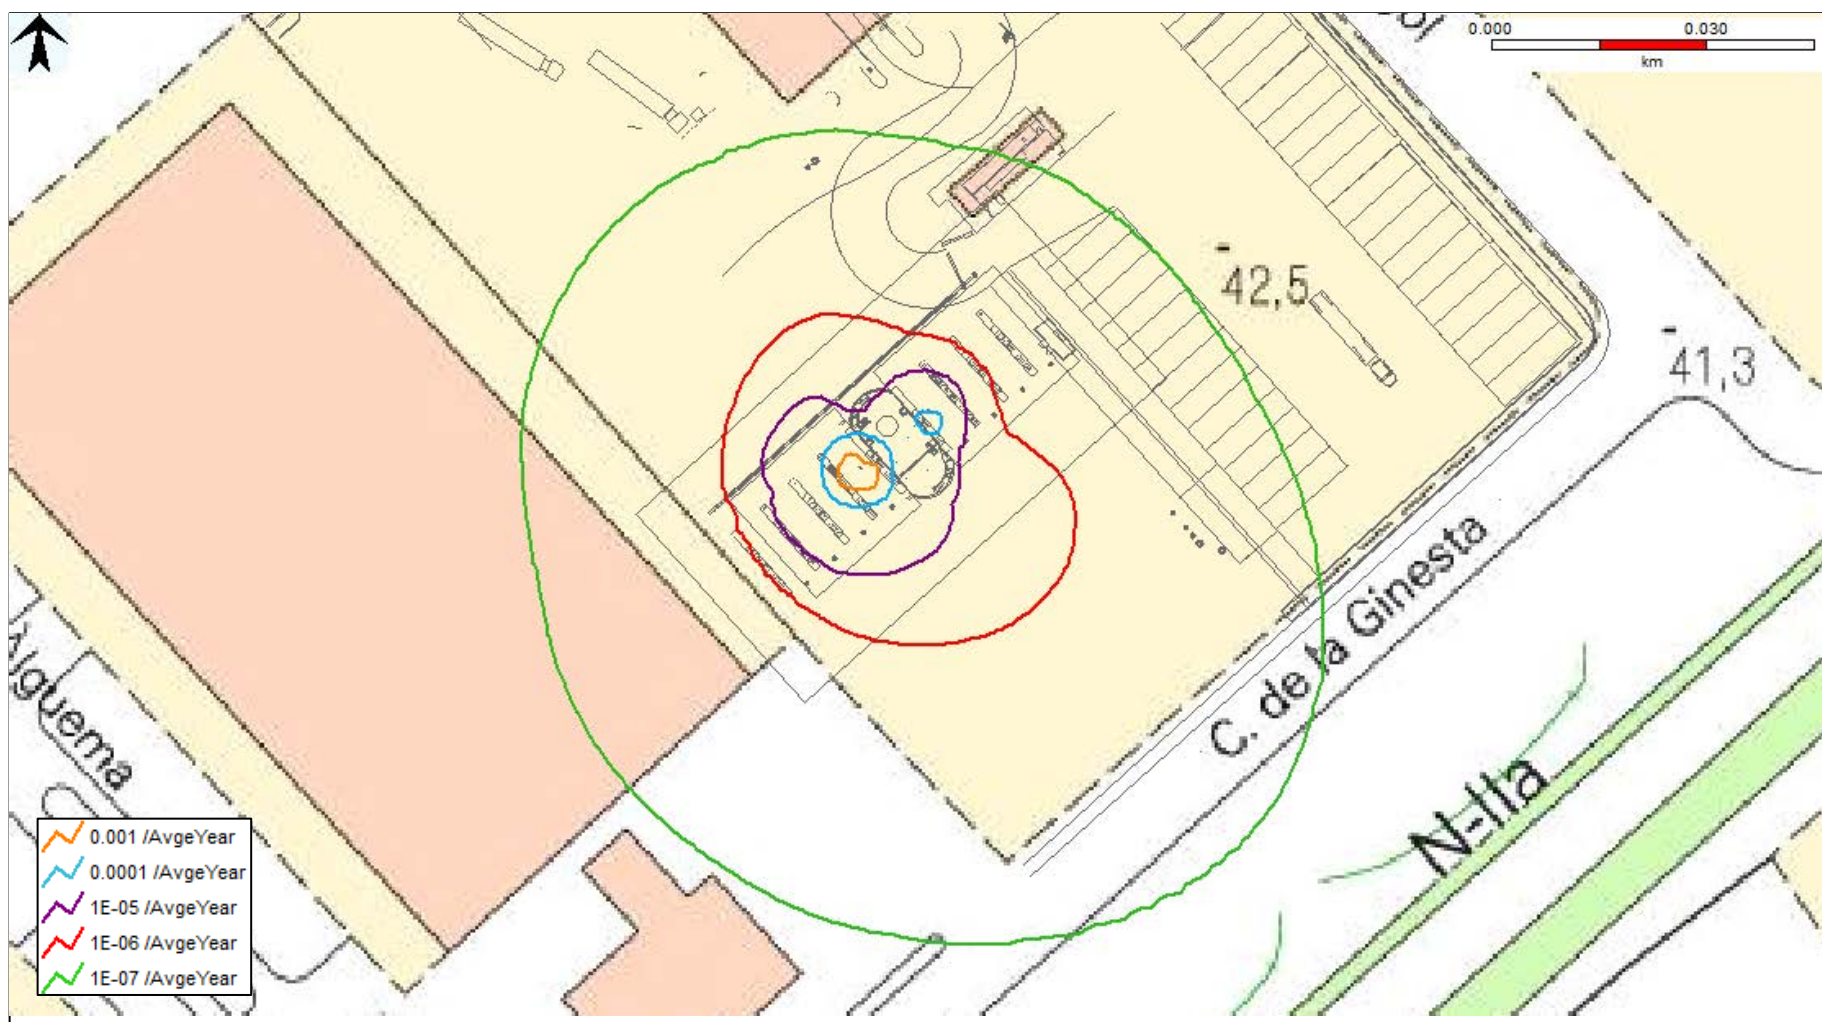 0.000 0.030
km
42,5
41,3
C. de la Ginesta
N-IIa
0.001 /AvgeYear
0.0001 /AvgeYear
1E-05 /AvgeYear
1E-06 /AvgeYear
1E-07 /AvgeYear